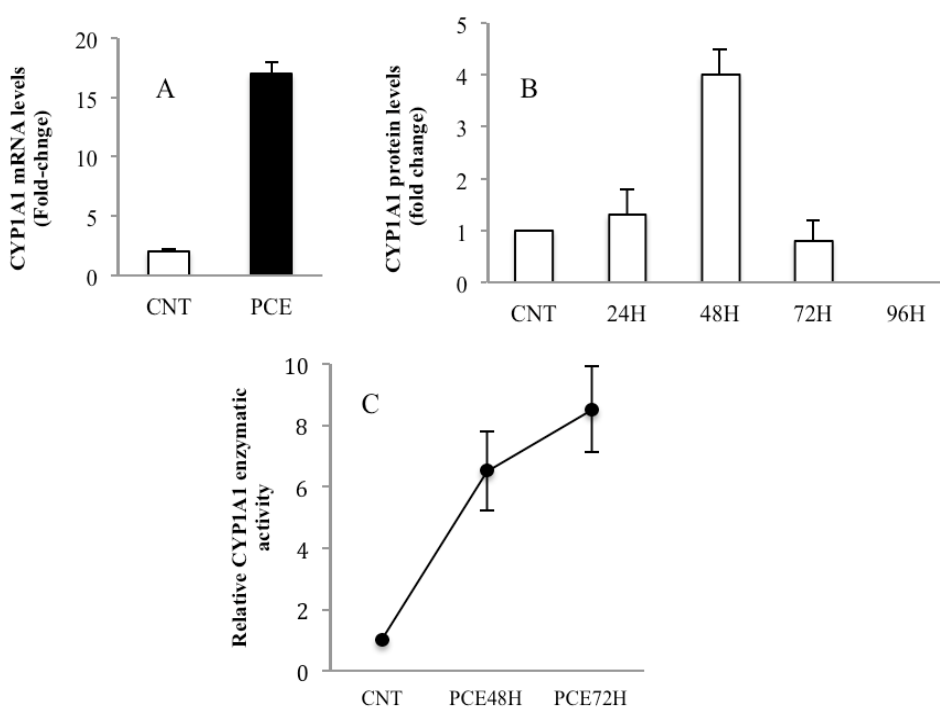 CYP1A1 mRNA levels
(Fold-chnge)
20
15
10
5
0
A
CNT PCE
CYP1A1 protein levels
(fold change)
5
4
3
2
1
0
B
CNT 24H 48H 72H 96H
Relative CYP1A1 enzymatic
activity
10
8
6
4
2
0
C
CNT PCE48H PCE72H